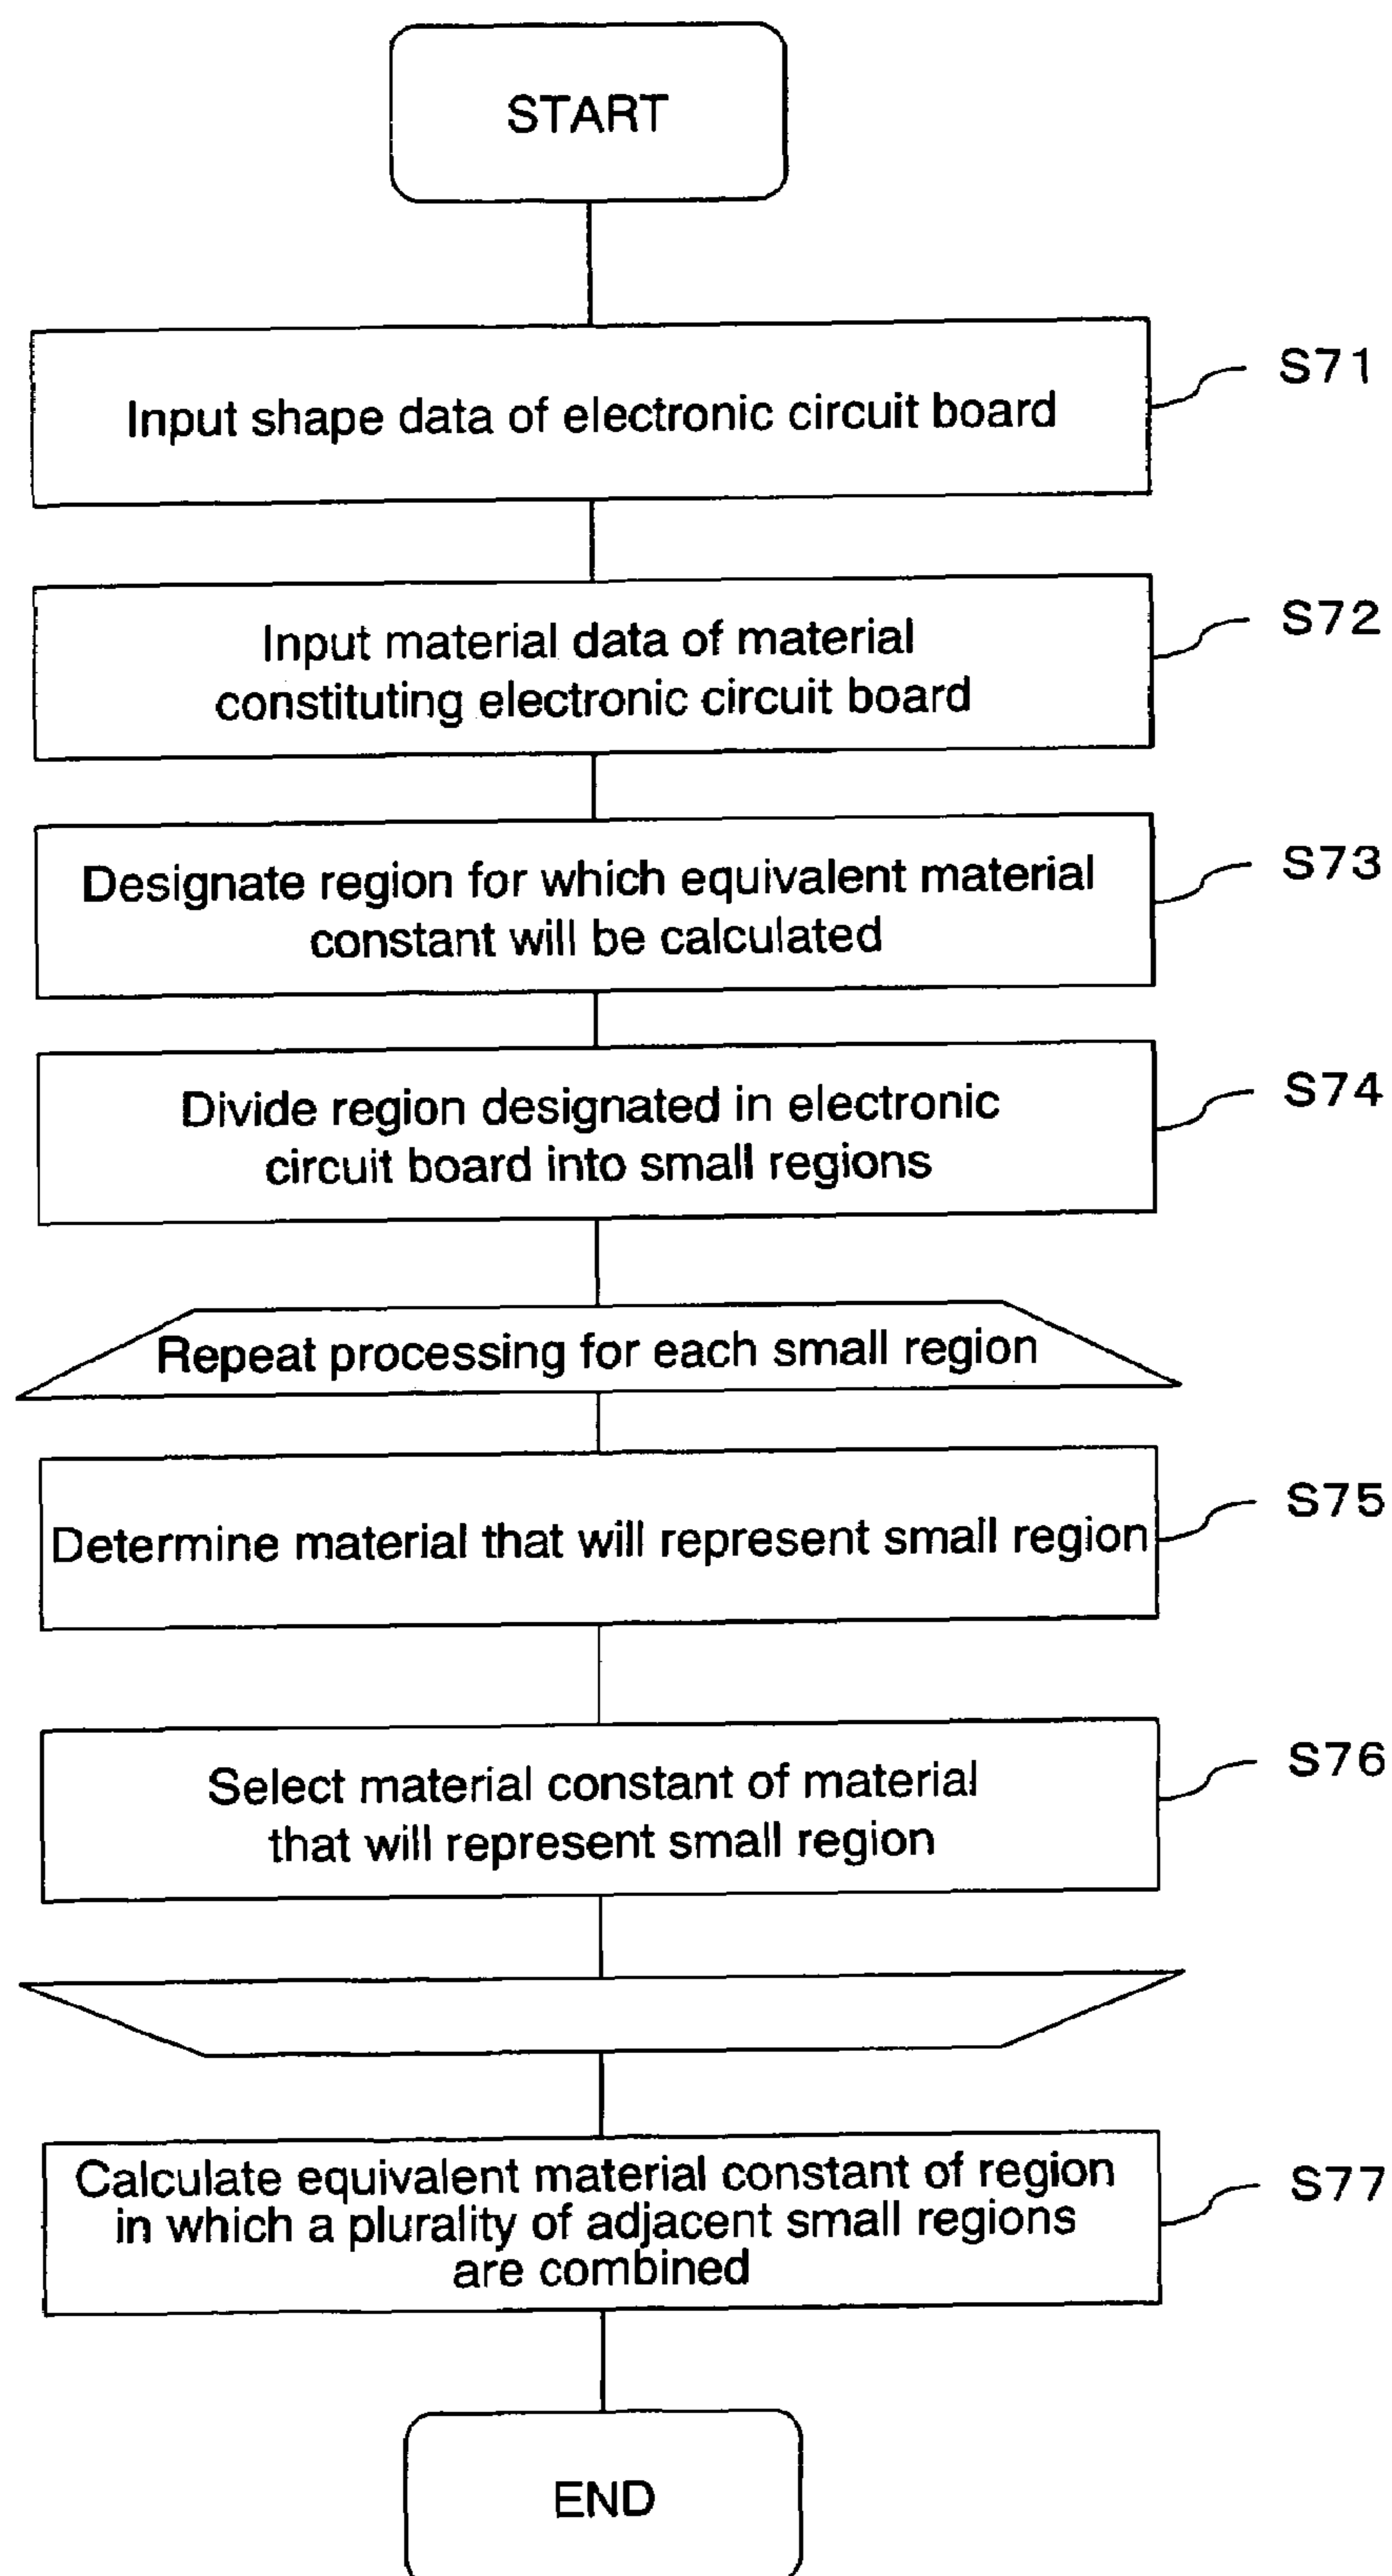 START
Input shape data of electronic circuit board
S71
Input material data of material
constituting electronic circuit board
S72
Designate region for which equivalent material
constant will be calculated
S73
Divide region designated in electronic
circuit board into small regions
S74
Repeat processing for each small region
Determine material that will represent small region
S75
Select material constant of material
that will represent small region
S76
Calculate equivalent material constant of region
in which a plurality of adjacent small regions
are combined
S77
END